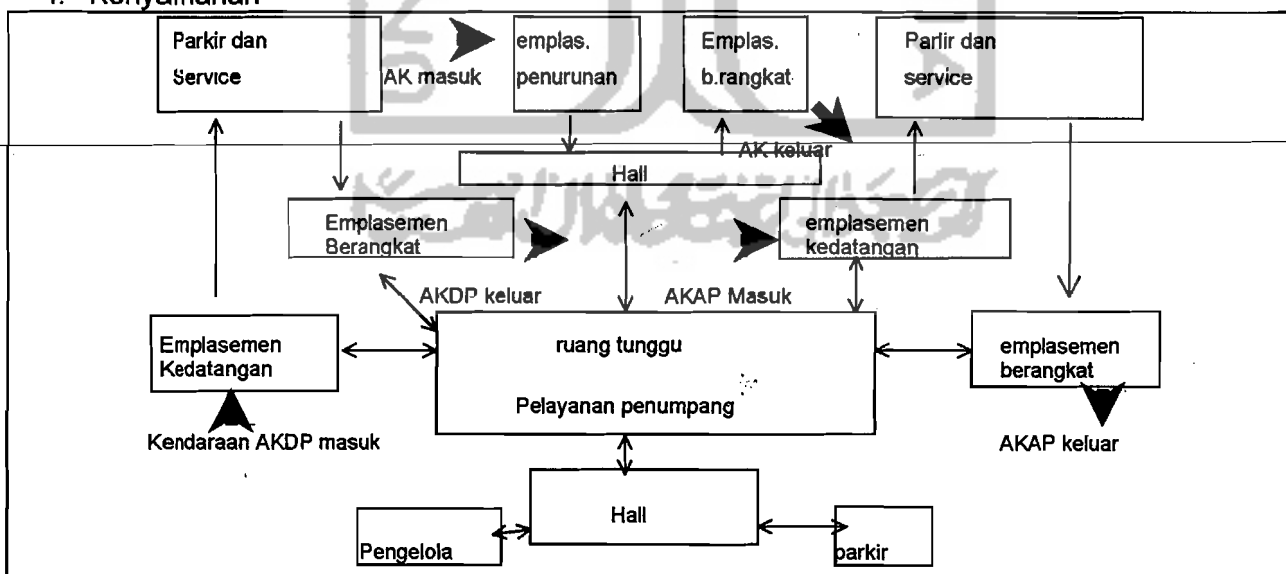 Parkir dan
Service
AK masuk
emplas.
penurunan
Emplas.
b.rangkat
Parlir dan
service
AK keluar
Hall
Emplasemen
Berangkat
emplasemen
kedatangan
AKDP keluar
AKAP Masuk
Emplasemen
Kedatangan
ruang tunggu
Pelayanan penumpang
emplasemen
berangkat
Kendaraan AKDP masuk
AKAP keluar
Hall
Pengelola
parkir